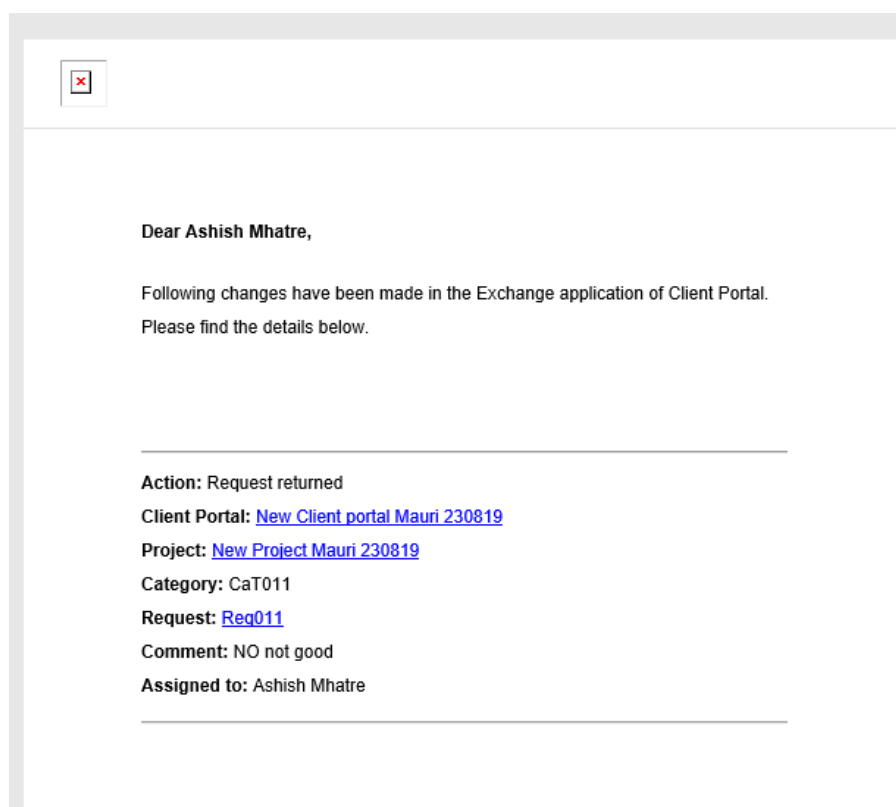 Dear Ashish Mhatre,
Following changes have been made in the Exchange application of Client Portal.
Please find the details below.
Action: Request returned
Client Portal: New Client portal Mauri 230819
Project: New Project Mauri 230819
Category: CaT011
Request: Req011
Comment: NO not good
Assigned to: Ashish Mhatre